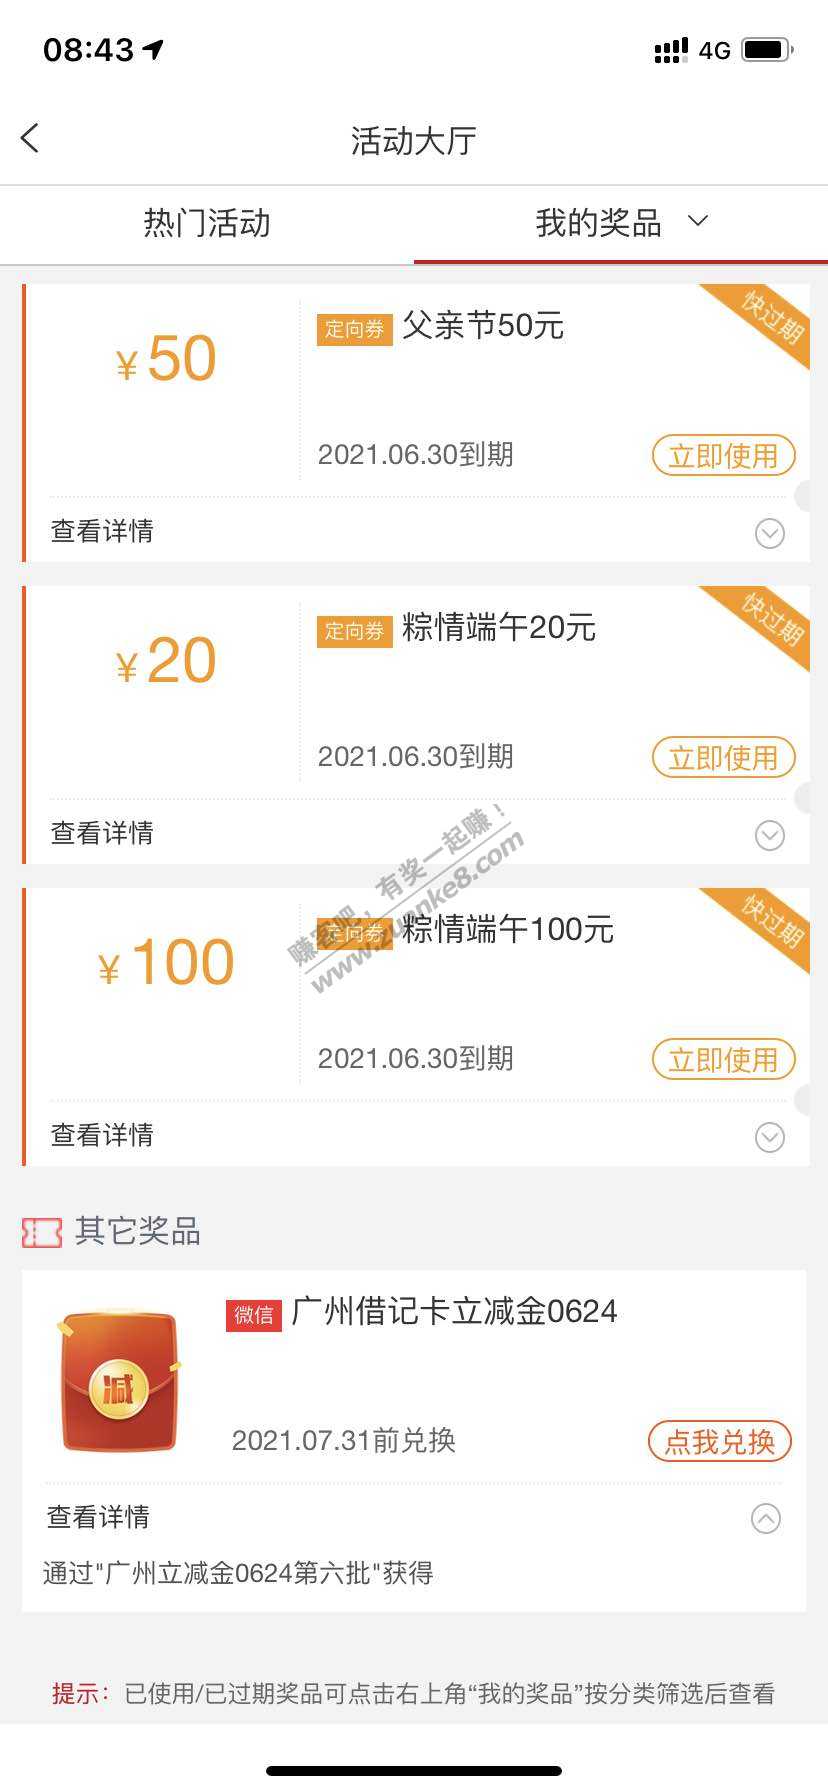 08:43
4G
活动大厅
热门活动 我的奖品
快过期
定向券 父亲节50元
¥50
2021.06.30到期 立即使用
查看详情
快过期
定向券 粽情端午20元
¥20
2021.06.30到期 立即使用
查看详情
快过期
定向券 粽情端午100元
¥100
2021.06.30到期 立即使用
查看详情
赚客吧，有奖一起赚！
www.zuanke8.com
其它奖品
微信 广州借记卡立减金0624
减
2021.07.31前兑换 点我兑换
查看详情
通过"广州立减金0624第六批"获得
提示：已使用/已过期奖品可点击右上角“我的奖品”按分类筛选后查看